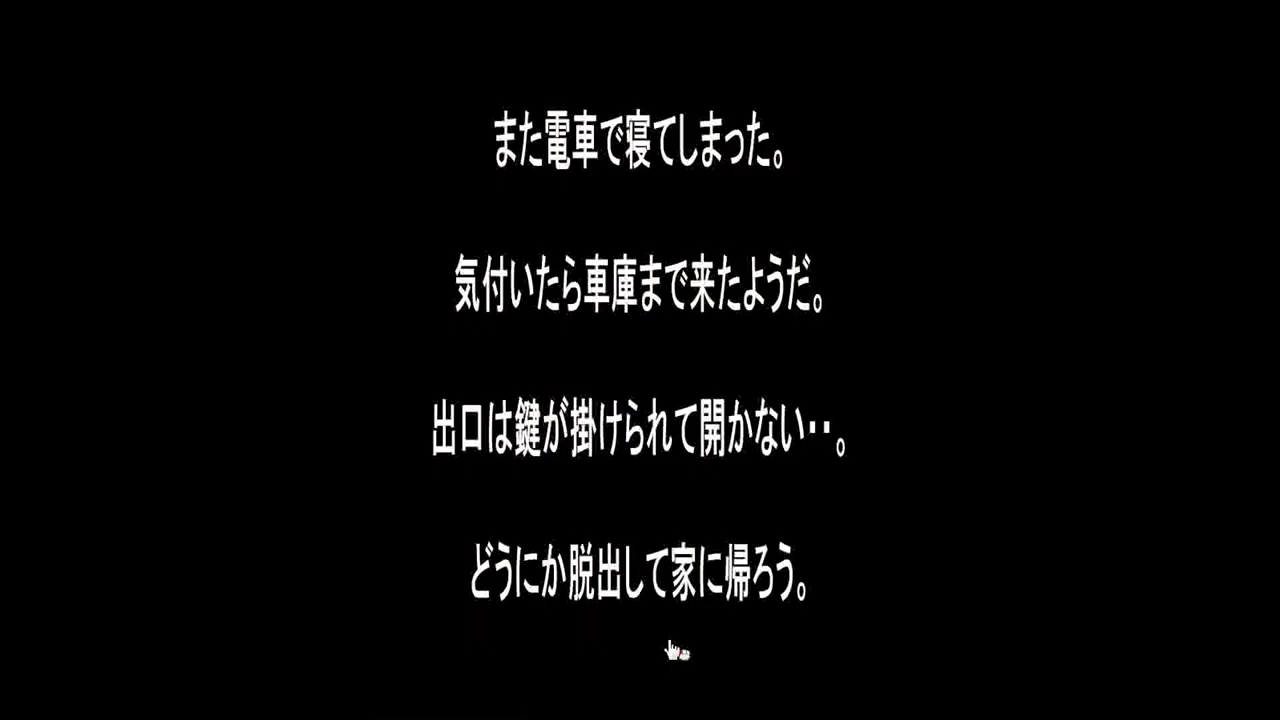 また電車で寝てしまった。
気付いたら車庫まで来たようだ。
出口は鍵が掛けられて開かない‥。
どうにか脱出して家に帰ろう。